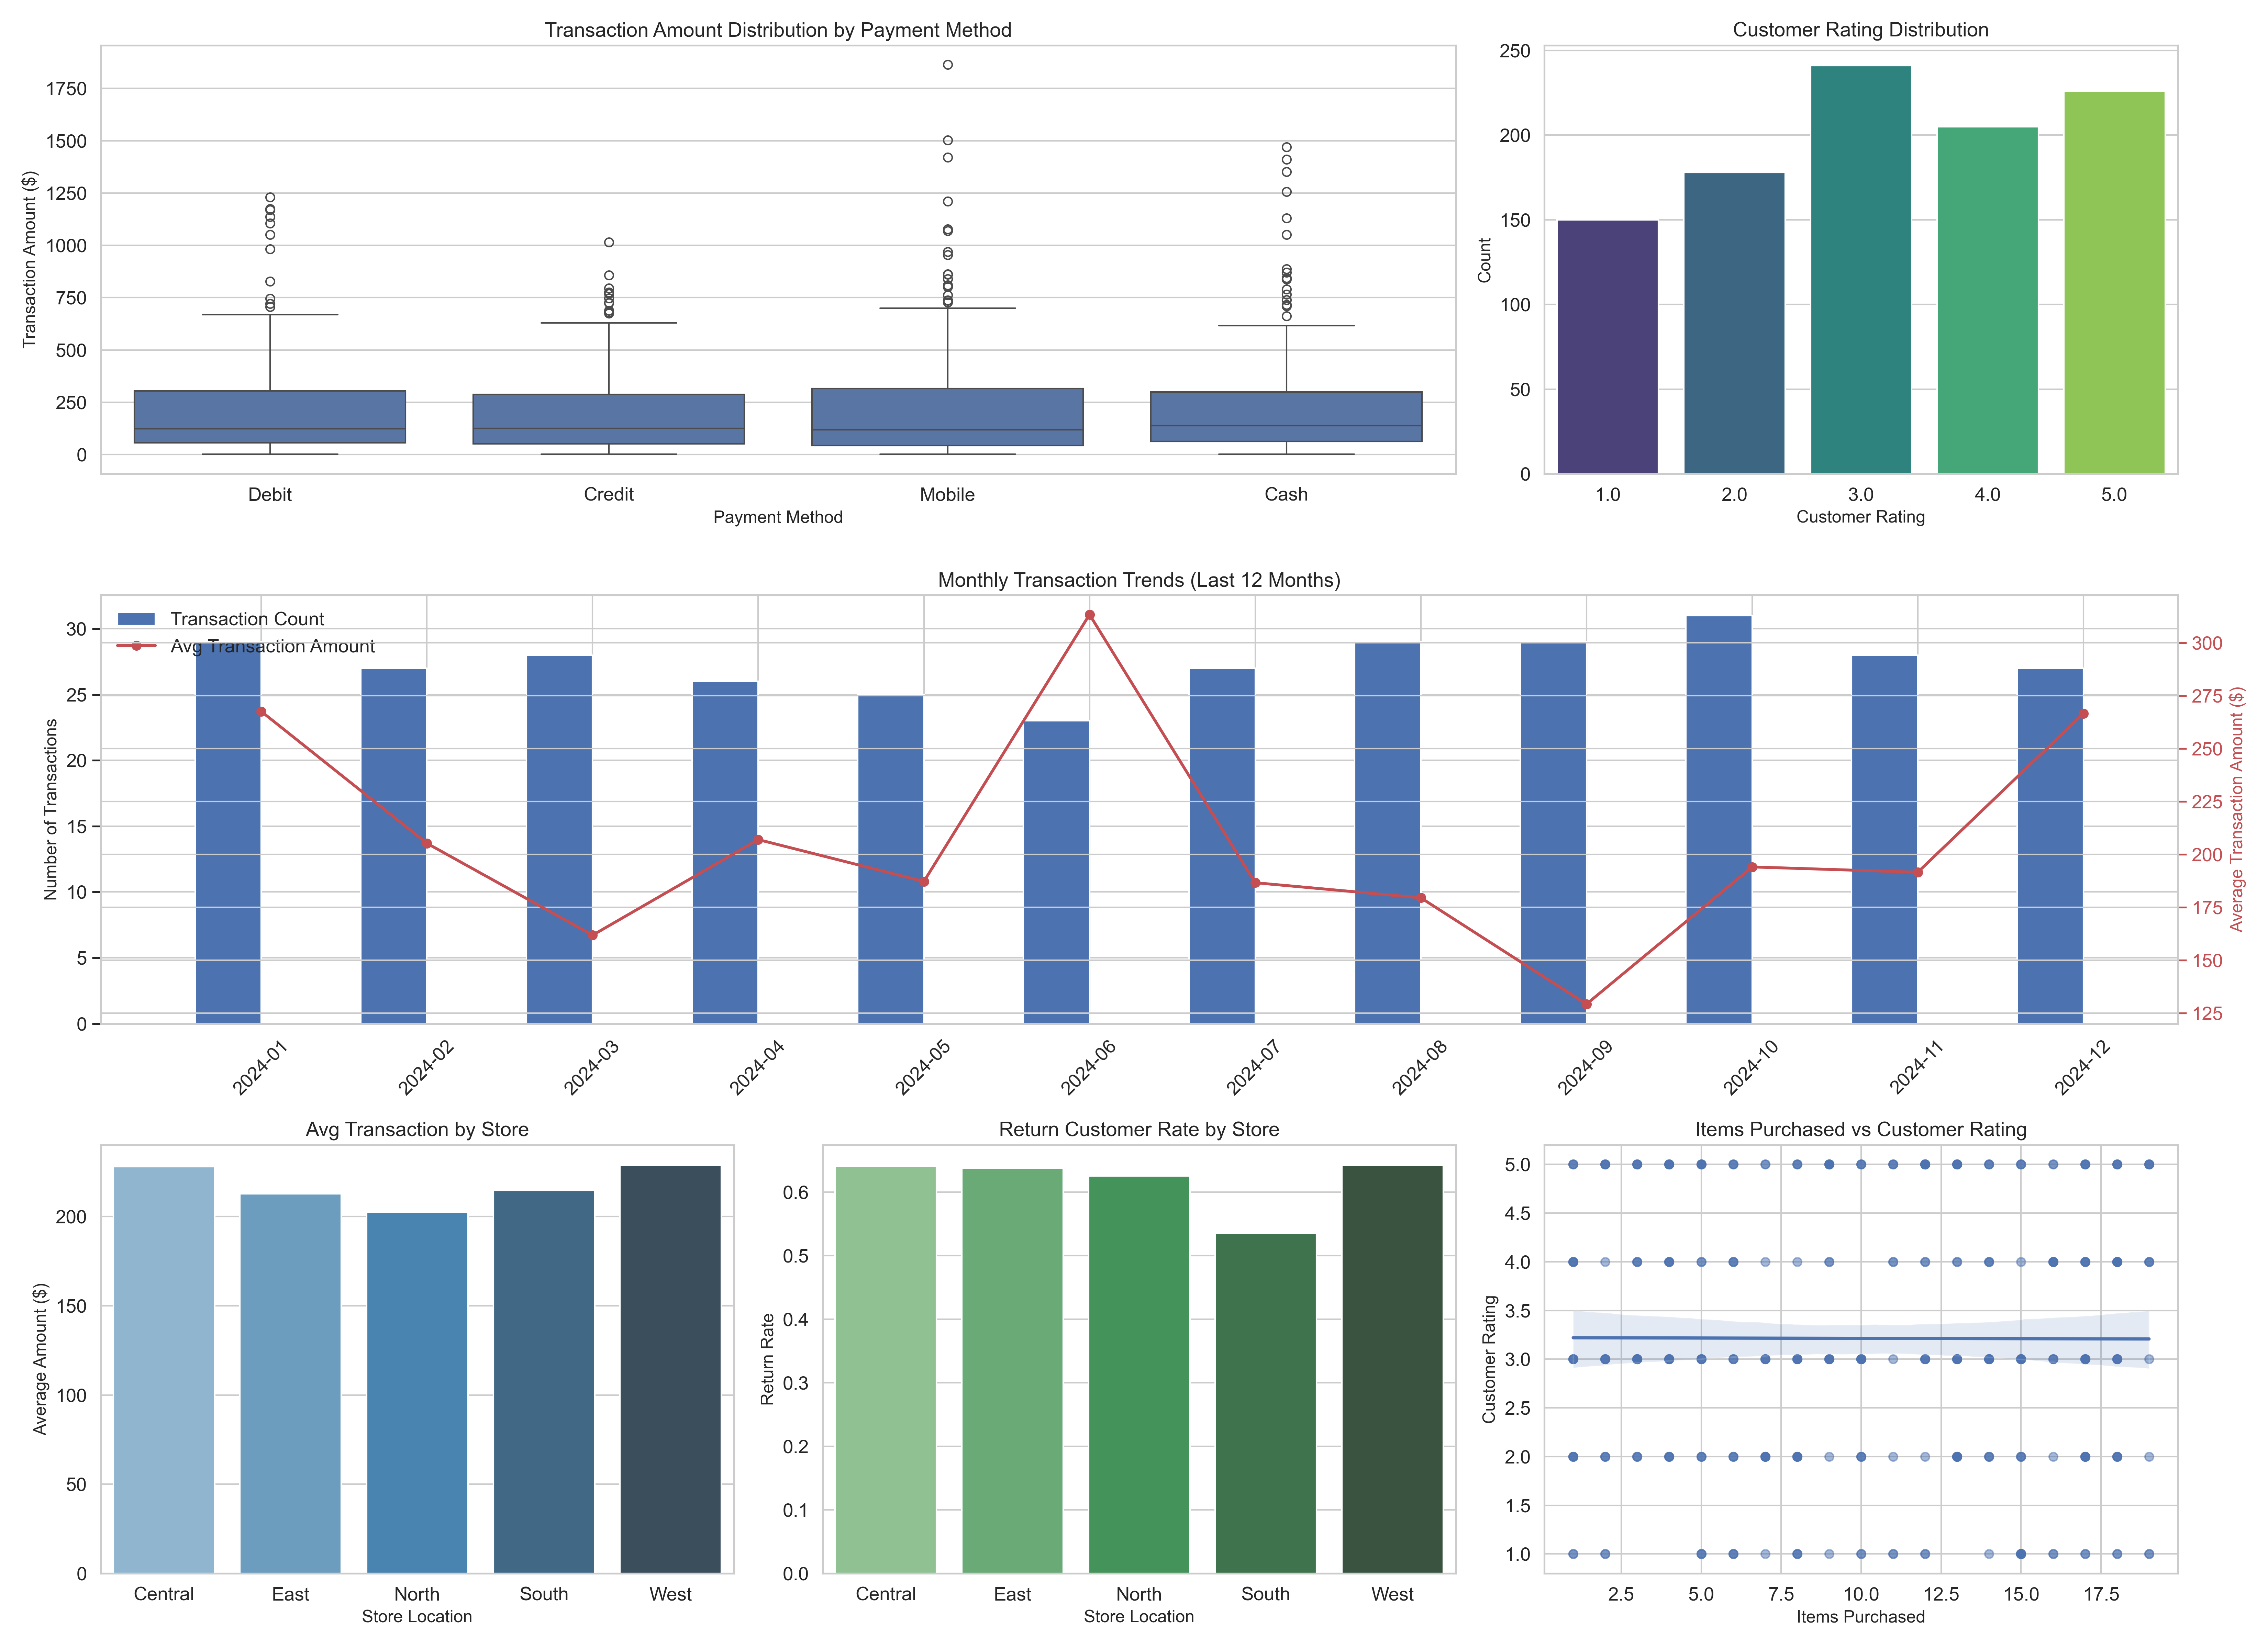 Transaction Amount Distribution by Payment Method
Transaction Amount ($)
1750
1500
1250
1000
750
500
250
0
Debit Credit Mobile Cash
Payment Method
Customer Rating Distribution
Count
250
200
150
100
50
0
1.0 2.0 3.0 4.0 5.0
Customer Rating
Monthly Transaction Trends (Last 12 Months)
Transaction Count
Avg Transaction Amount
Number of Transactions
30
25
20
15
10
5
0
300
275
250
225
200
175
150
125
Average Transaction Amount ($)
2024-01 2024-02 2024-03 2024-04 2024-05 2024-06 2024-07 2024-08 2024-09 2024-10 2024-11 2024-12
Avg Transaction by Store
Average Amount ($)
200
150
100
50
0
Central East North South West
Store Location
Return Customer Rate by Store
Return Rate
0.6
0.5
0.4
0.3
0.2
0.1
0.0
Central East North South West
Store Location
Items Purchased vs Customer Rating
Customer Rating
5.0
4.5
4.0
3.5
3.0
2.5
2.0
1.5
1.0
2.5 5.0 7.5 10.0 12.5 15.0 17.5
Items Purchased